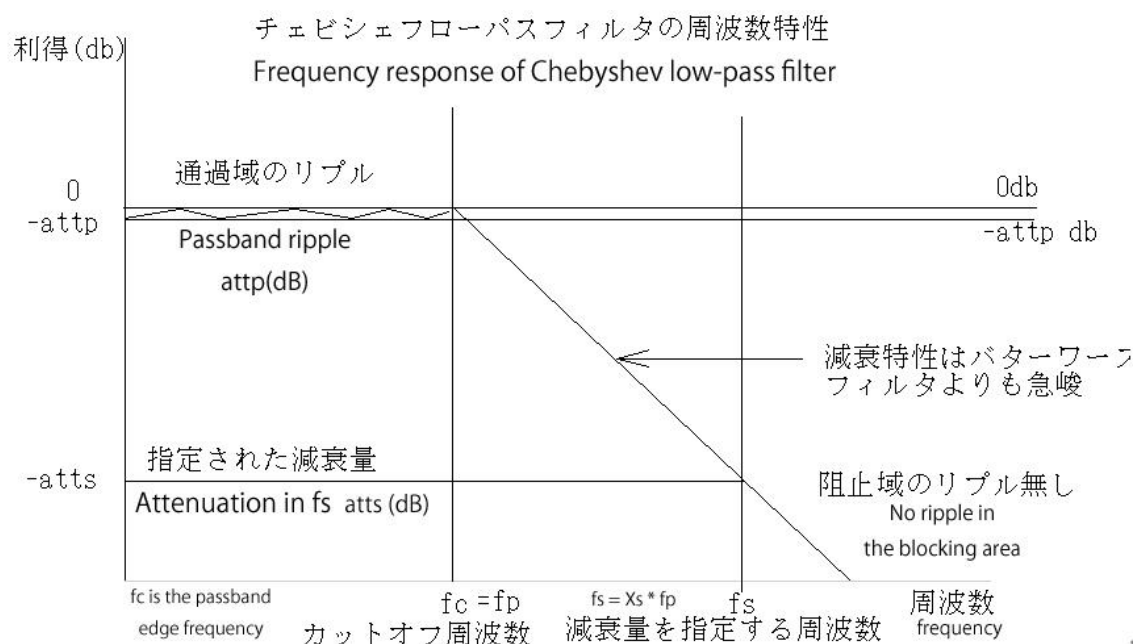 チェビシェフローパスフィルタの周波数特性
利得(db)
Frequency response of Chebyshev low-pass filter
通過域のリプル
0
0db
-attp
-attp db
Passband ripple
attp(dB)
減衰特性はバターワース
フィルタよりも急峻
指定された減衰量
-atts
Attenuation in fs atts (dB)
阻止域のリプル無し
No ripple in
the blocking area
fc is the passband
edge frequency
fc =fp
カットオフ周波数
fs = Xs * fp
fs
減衰量を指定する周波数
周波数
frequency